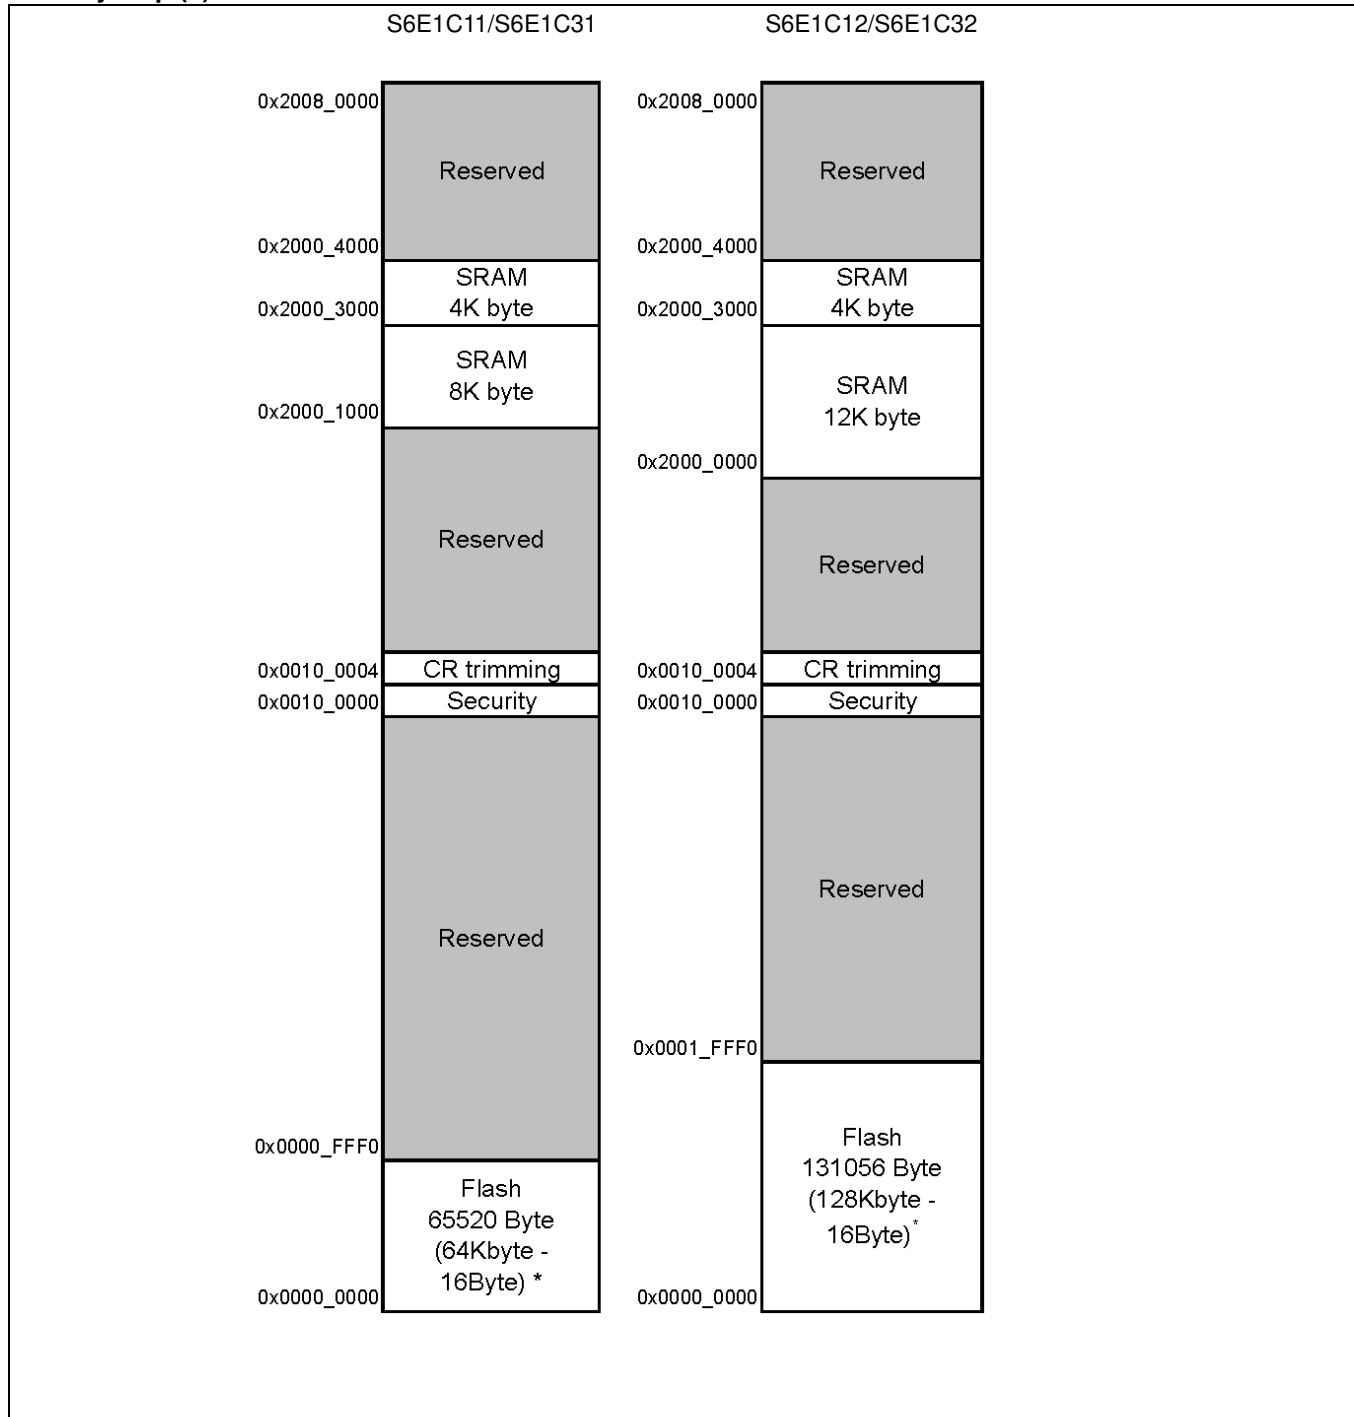 S6E1C11/S6E1C31
0x2008_0000
Reserved
0x2000_4000
SRAM
4K byte
0x2000_3000
SRAM
8K byte
0x2000_1000
Reserved
0x0010_0004
CR trimming
0x0010_0000
Security
Reserved
0x0000_FFF0
Flash
65520 Byte
(64Kbyte -
16Byte) *
0x0000_0000
S6E1C12/S6E1C32
0x2008_0000
Reserved
0x2000_4000
SRAM
4K byte
0x2000_3000
SRAM
12K byte
0x2000_0000
Reserved
0x0010_0004
CR trimming
0x0010_0000
Security
Reserved
0x0001_FFF0
Flash
131056 Byte
(128Kbyte -
16Byte)*
0x0000_0000